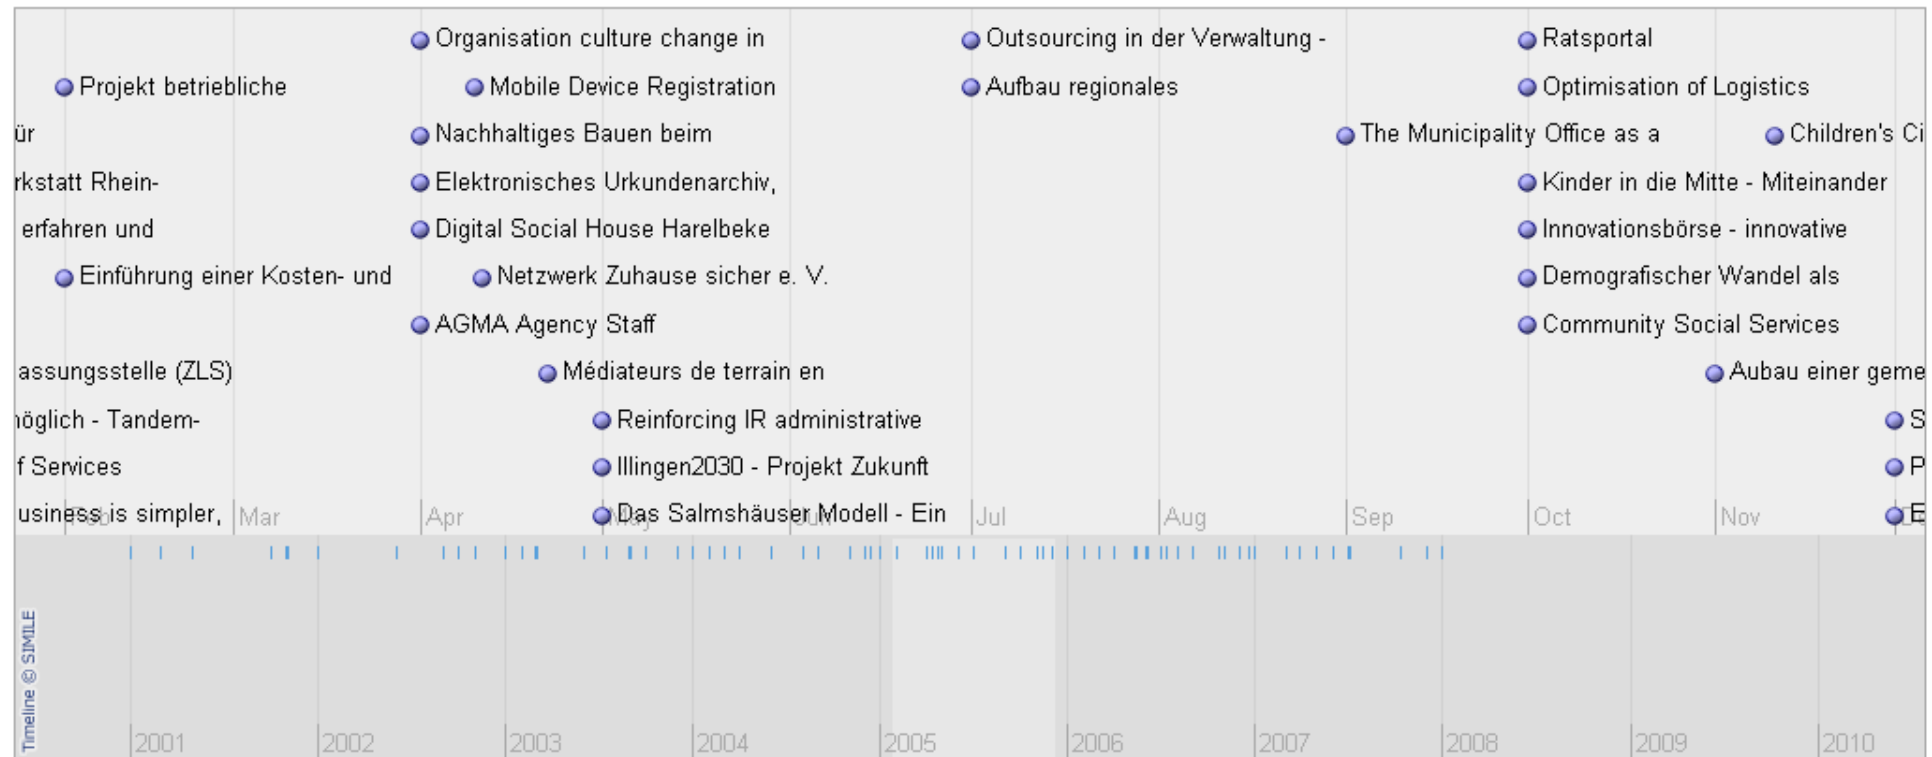 Organisation culture change in
Outsourcing in der Verwaltung -
Ratsportal
Projekt betriebliche
Mobile Device Registration
Aufbau regionales
Optimisation of Logistics
ür
Nachhaltiges Bauen beim
The Municipality Office as a
Children's Ci
rkstatt Rhein-
Elektronisches Urkundenarchiv,
Kinder in die Mitte - Miteinander
erfahren und
Digital Social House Harelbeke
Innovationsbörse - innovative
Einführung einer Kosten- und
Netzwerk Zuhause sicher e. V.
Demografischer Wandel als
AGMA Agency Staff
Community Social Services
assungsstelle (ZLS)
Médiateurs de terrain en
Aubau einer geme
nöglich - Tandem-
Reinforcing IR administrative
S
f Services
Illingen2030 - Projekt Zukunft
P
usiness is simpler,
Das Salmshäuser Modell - Ein
E
Feb
Mar
Apr
May
Jun
Jul
Aug
Sep
Oct
Nov
De
Timeline © SIMILE
2001
2002
2003
2004
2005
2006
2007
2008
2009
2010